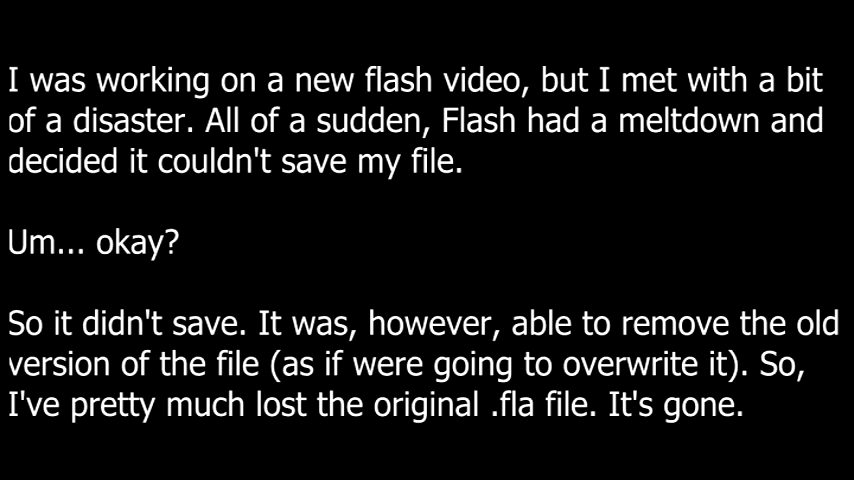 I was working on a new flash video, but I met with a bit
of a disaster. All of a sudden, Flash had a meltdown and
decided it couldn't save my file.
Um... okay?
So it didn't save. It was, however, able to remove the old
version of the file (as if were going to overwrite it). So,
I've pretty much lost the original .fla file. It's gone.